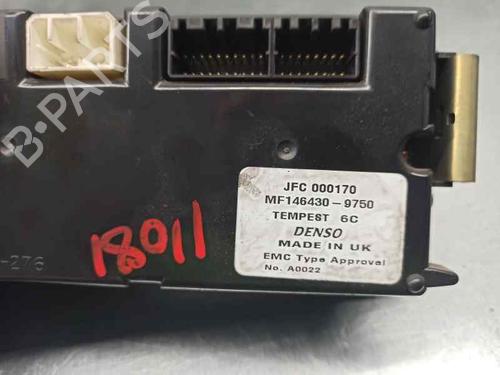 B-PARTS
JFC 000170
MF146430-9750
TEMPEST 6C
DENSO
MADE IN UK
EMC Type Approval
No. A0022
18011
-276